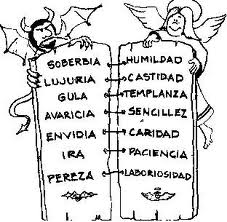 SOBERBIA HUMILDAD
LUJURIA CASTIDAD
GULA TEMPLANZA
AVARICIA SENCILLEZ
ENVIDIA CARIDAD
IRA PACIENCIA
PEREZA LABORIOSIDAD